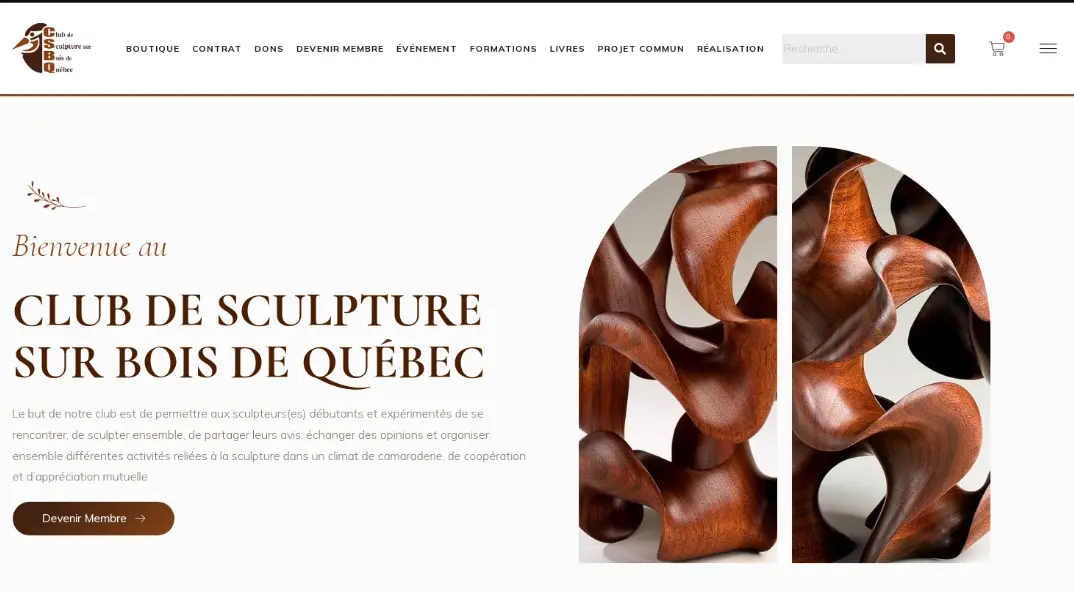 Club de
Sculpture sur
Bois de
Québec
BOUTIQUE CONTRAT DONS DEVENIR MEMBRE ÉVÉNEMENT FORMATIONS LIVRES PROJET COMMUN RÉALISATION
Recherche...
0
Bienvenue au
CLUB DE SCULPTURE
SUR BOIS DE QUÉBEC
Le but de notre club est de permettre aux sculpteurs(es) débutants et expérimentés de se
rencontrer, de sculpter ensemble, de partager leurs avis, échanger des opinions et organiser
ensemble différentes activités reliées à la sculpture dans un climat de camaraderie, de coopération
et d'appréciation mutuelle.
Devenir Membre